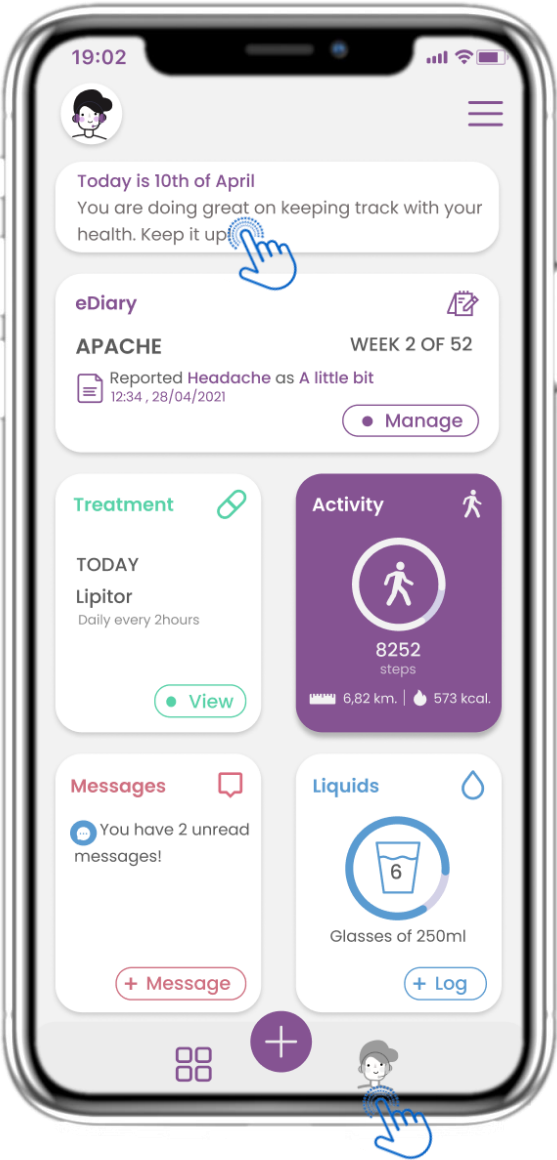 19:02
Today is 10th of April
You are doing great on keeping track with your
health. Keep it up
eDiary
APACHE
WEEK 2 OF 52
Reported Headache as A little bit
12:34 , 28/04/2021
Manage
Treatment
TODAY
Lipitor
Daily every 2hours
View
Activity
8252
steps
6,82 km. | 573 kcal.
Messages
You have 2 unread
messages!
+ Message
Liquids
6
Glasses of 250ml
+ Log